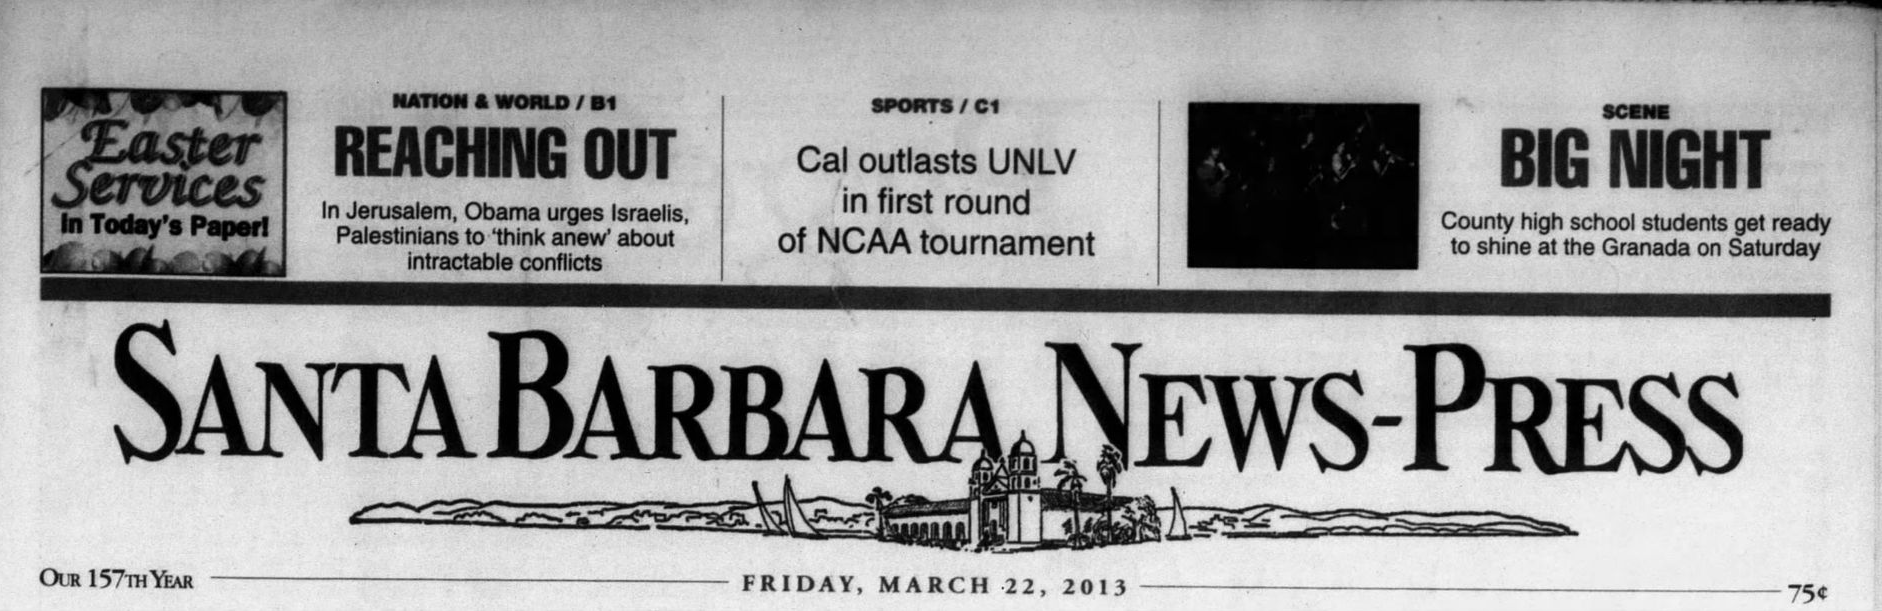 Easter
Services
In Today's Paper!
NATION & WORLD / B1
REACHING OUT
In Jerusalem, Obama urges Israelis,
Palestinians to 'think anew' about
intractable conflicts
SPORTS / C1
Cal outlasts UNLV
in first round
of NCAA tournament
SCENE
BIG NIGHT
County high school students get ready
to shine at the Granada on Saturday
SANTA BARBARA NEWS-PRESS
OUR 157TH YEAR
FRIDAY, MARCH 22, 2013
75¢